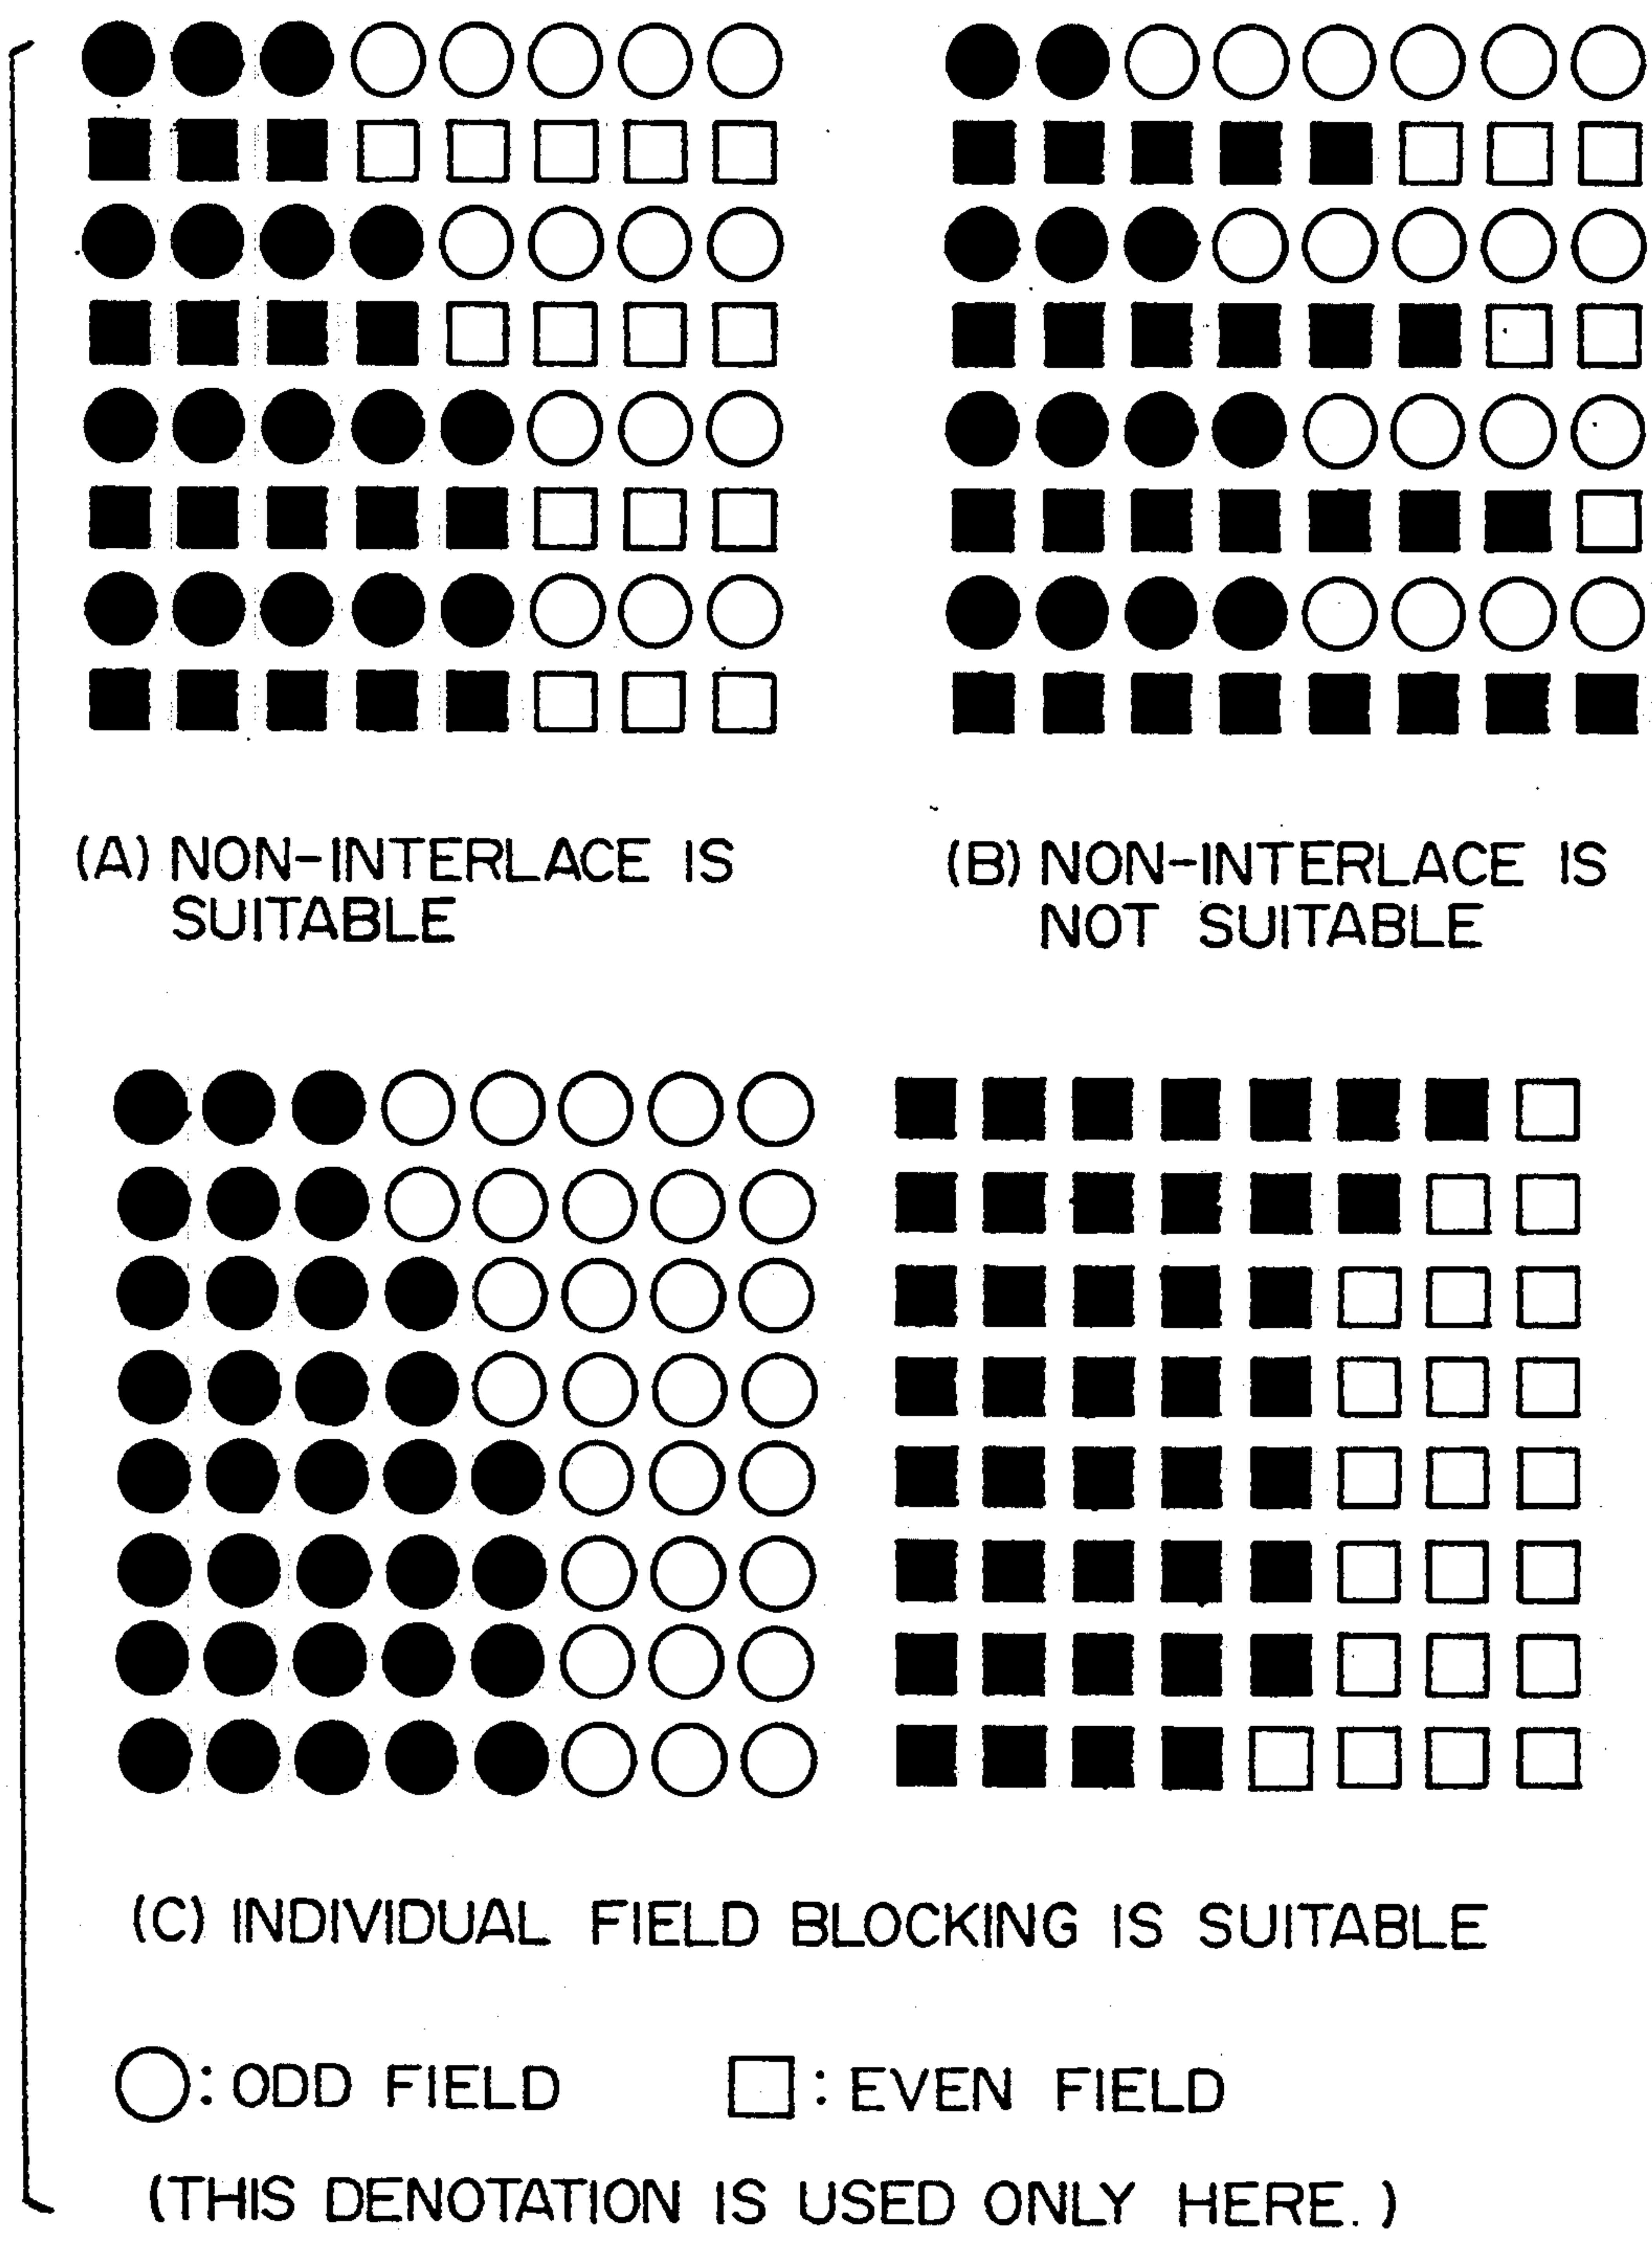 (A) NON-INTERLACE IS
SUITABLE
(B) NON-INTERLACE IS
NOT SUITABLE
(C) INDIVIDUAL FIELD BLOCKING IS SUITABLE
: ODD FIELD
: EVEN FIELD
(THIS DENOTATION IS USED ONLY HERE.)